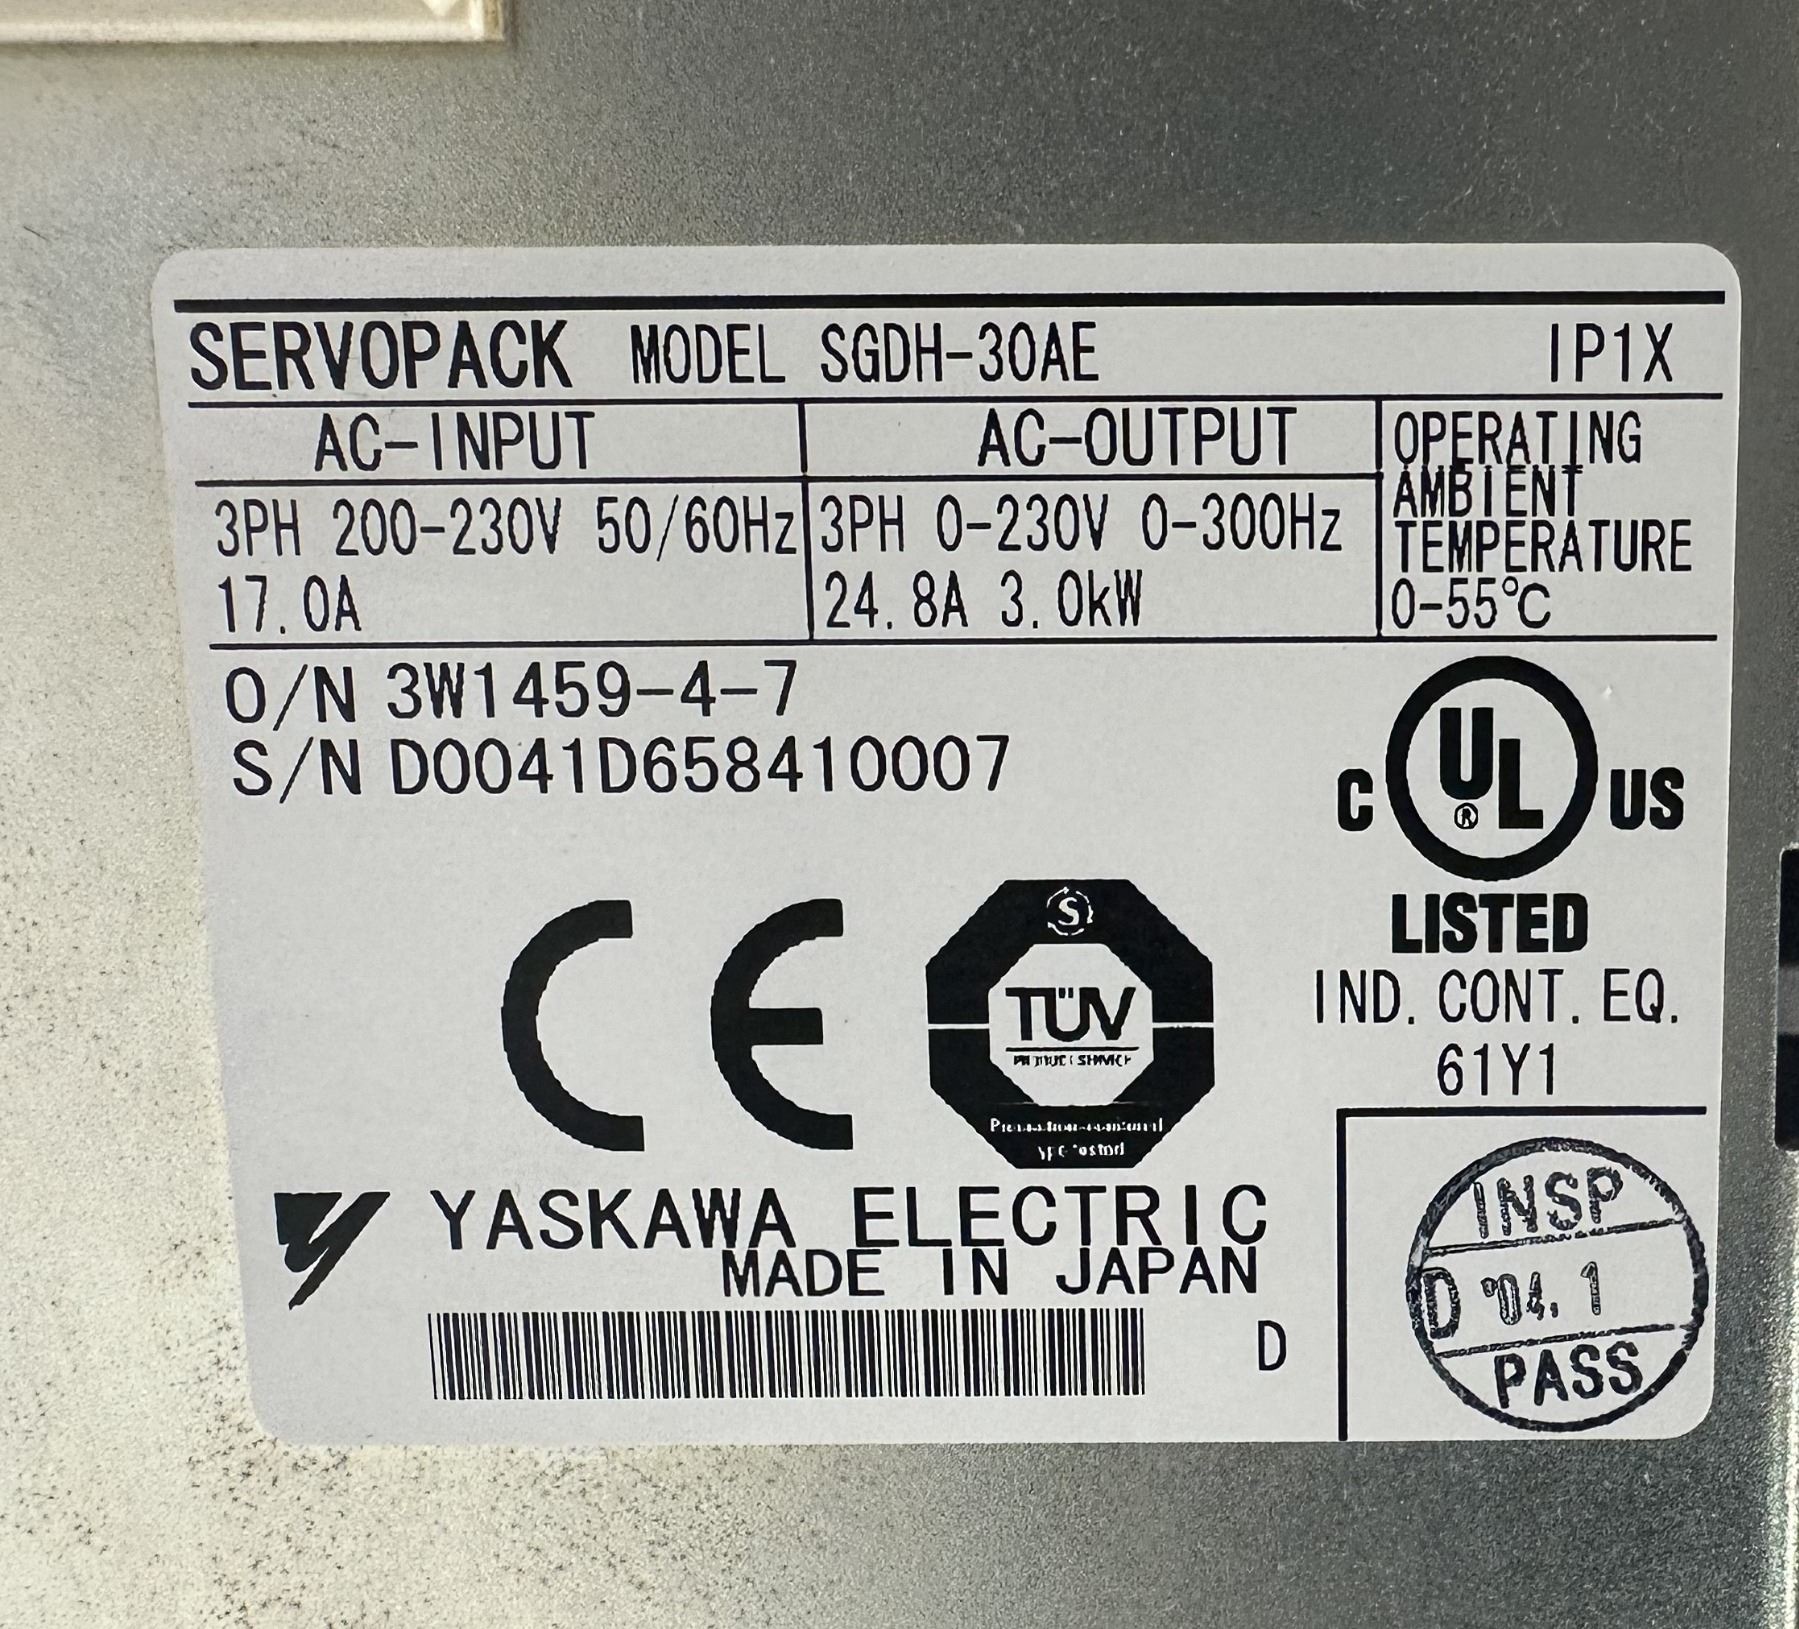 SERVOPACK MODEL SGDH-30AE IP1X
AC-INPUT AC-OUTPUT OPERATING
AMBIENT
TEMPERATURE
0-55℃
3PH 200-230V 50/60Hz 3PH 0-230V 0-300Hz
17.0A 24.8A 3.0kW
O/N 3W1459-4-7
S/N D0041D658410007
C UL ® US
LISTED
IND. CONT. EQ.
61Y1
CE
S
TÜV
PRODUCT SERVICE
YASKAWA ELECTRIC
MADE IN JAPAN
D
INSP
D '04.1
PASS